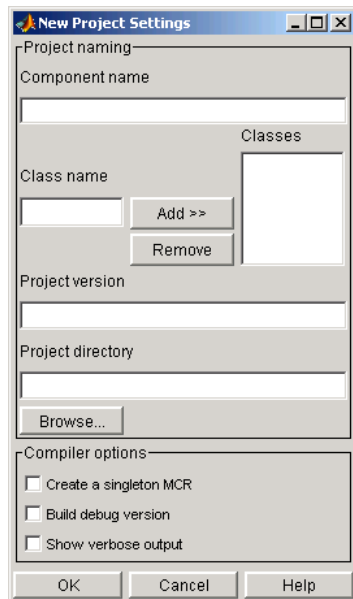 New Project Settings
Project naming
Component name
Classes
Class name
Add >>
Remove
Project version
Project directory
Browse...
Compiler options
Create a singleton MCR
Build debug version
Show verbose output
OK Cancel Help